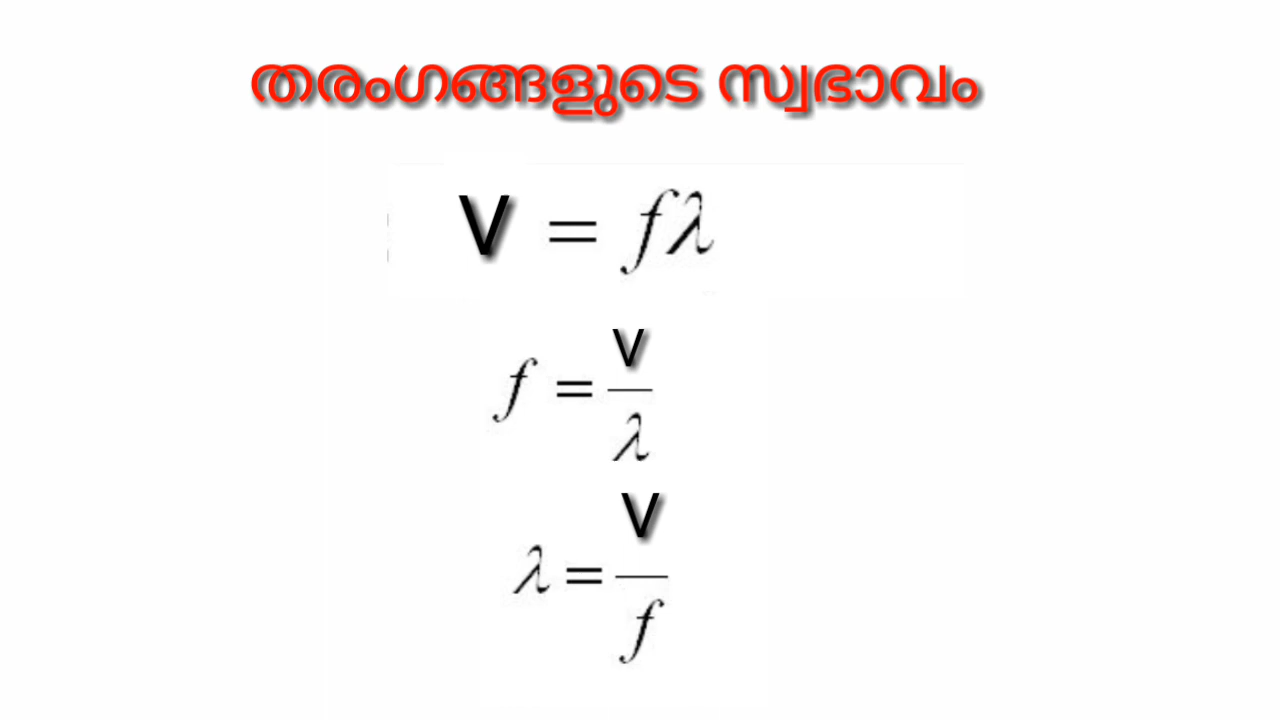 തരംഗങ്ങളുടെ സ്വഭാവം
V = fλ
f = v/λ
λ = V/f